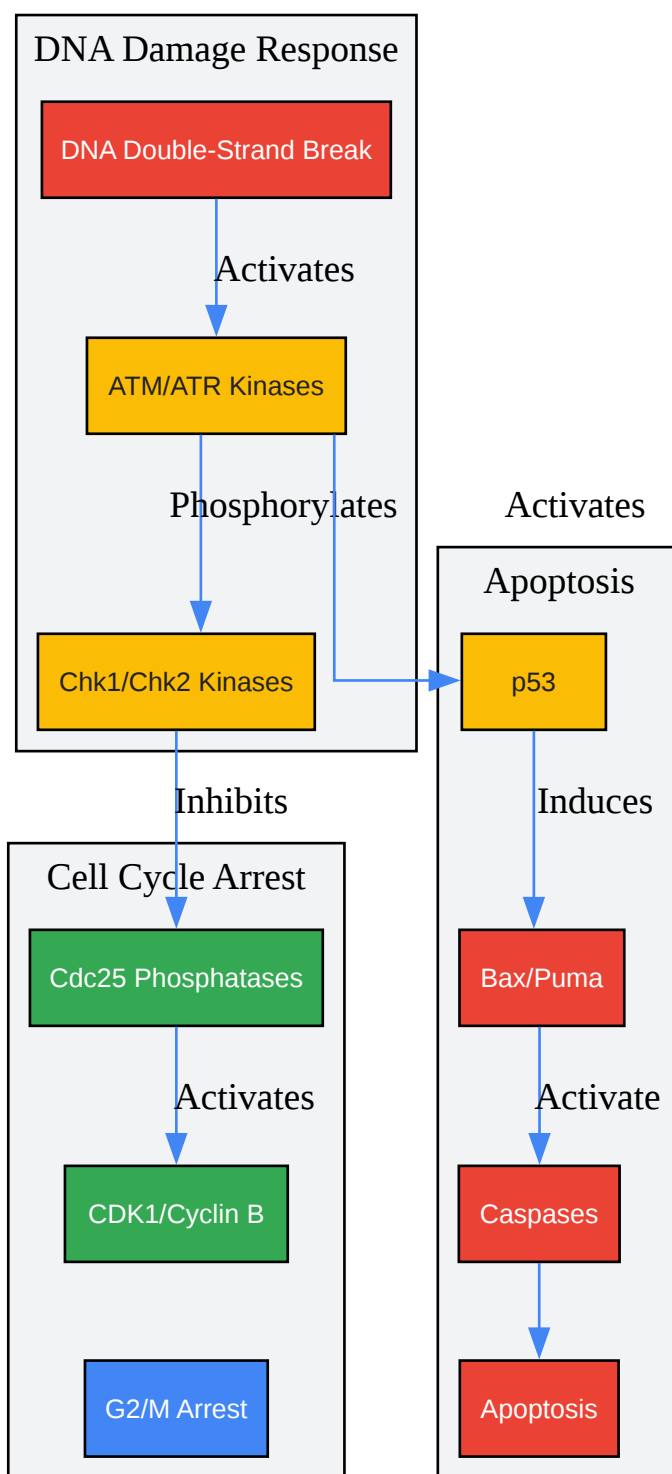 DNA Damage Response
DNA Double-Strand Break
Activates
ATM/ATR Kinases
Phosphorylates
Activates
Apoptosis
Chk1/Chk2 Kinases
p53
Inhibits
Induces
Cell Cycle Arrest
Cdc25 Phosphatases
Bax/Puma
Activates
Activate
CDK1/Cyclin B
Caspases
G2/M Arrest
Apoptosis